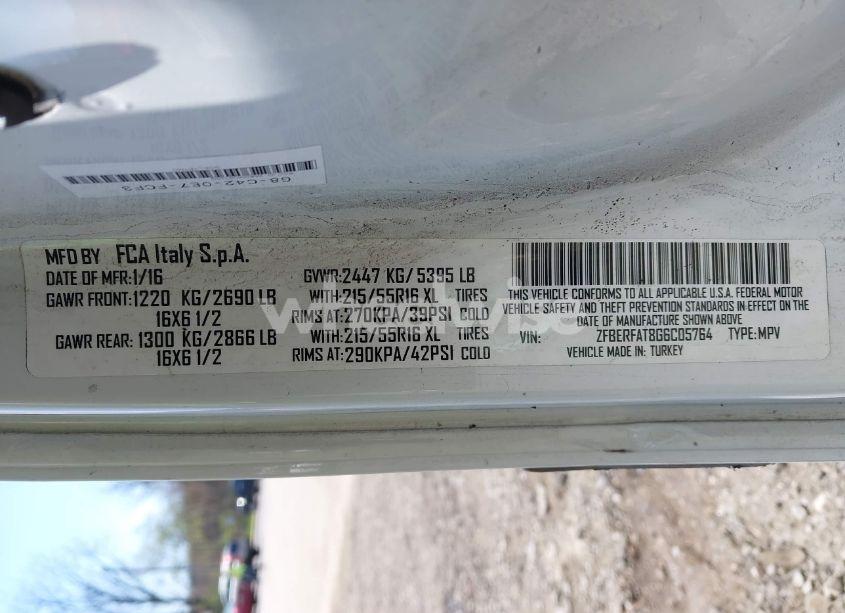 G8-C42-0E7-FCP3
MFD BY FCA Italy S.p.A.
DATE OF MFR:1/16 GVWR:2447 KG/5395 LB
GAWR FRONT:1220 KG/2690 LB WITH:215/55R16 XL TIRES
16X6 1/2 RIMS AT:270KPA/39PSI COLD
GAWR REAR:1300 KG/2866 LB WITH:215/55R16 XL TIRES
16X6 1/2 RIMS AT:290KPA/42PSI COLD
THIS VEHICLE CONFORMS TO ALL APPLICABLE U.S.A. FEDERAL MOTOR
VEHICLE SAFETY AND THEFT PREVENTION STANDARDS IN EFFECT ON
DATE OF MANUFACTURE SHOWN ABOVE
VIN: ZFBERFAT8G6C05764 TYPE:MPV
VEHICLE MADE IN: TURKEY